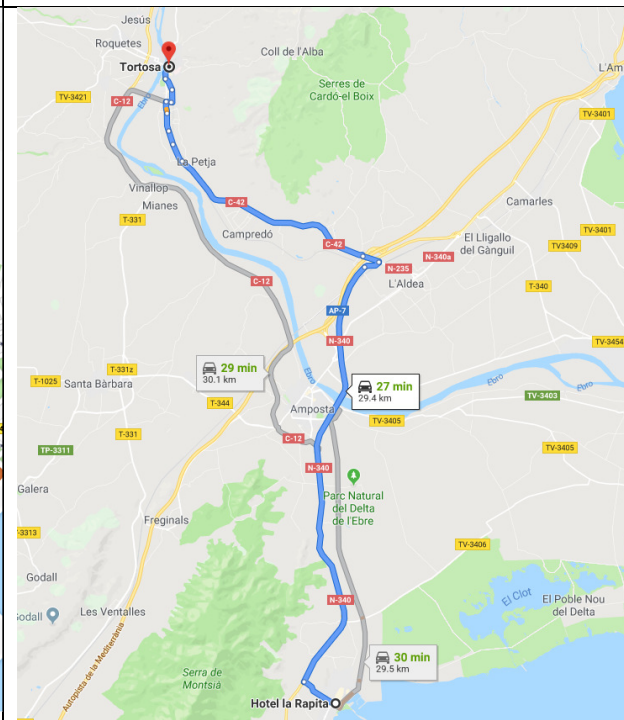 Jesús
Roquetes
Coll de l'Alba
Tortosa
L'Am
Serres de
Cardó-el Boix
TV-3421
C-12
Ebro
TV-3401
La Petja
Vinallop
Mianes
C-42
Camarles
T-331
Campredó
C-42
El Lligallo
del Gànguil
TV-3401
TV3409
N-340a
N-235
C-12
L'Aldea
T-340
AP-7
N-340
TV-3454
29 min
30.1 km
T-331z
T-1025
Santa Bàrbara
Ebro
27 min
29.4 km
Ebro
Ebro
TV-3403
T-344
Amposta
TV-3405
T-331
C-12
TV-3405
TP-3311
N-340
Galera
Parc Natural
del Delta
de l'Ebre
Freginals
-3313
TV-3406
Godall
El Clot
El Poble Nou
del Delta
N-340
Godall
Les Ventalles
Autopista de la Mediterrània
30 min
29.5 km
Serra de
Montsià
Hotel la Rapita